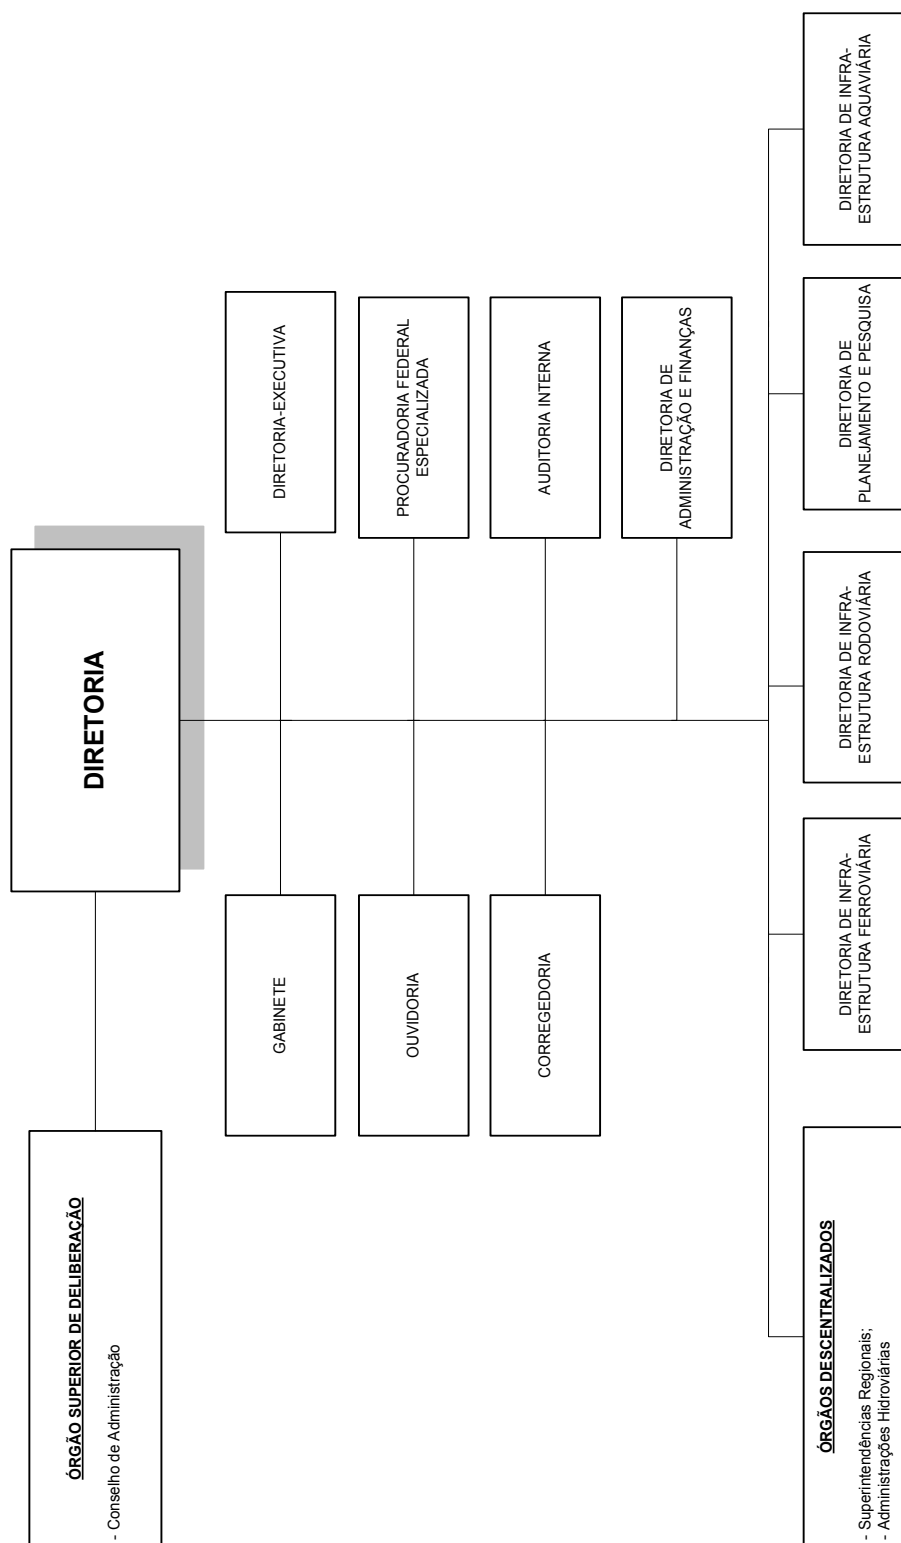 ÓRGÃO SUPERIOR DE DELIBERAÇÃO
- Conselho de Administração
DIRETORIA
GABINETE
DIRETORIA-EXECUTIVA
OUVIDORIA
PROCURADORIA FEDERAL
ESPECIALIZADA
CORREGEDORIA
AUDITORIA INTERNA
DIRETORIA DE
ADMINISTRAÇÃO E FINANÇAS
ÓRGÃOS DESCENTRALIZADOS
- Superintendências Regionais;
- Administrações Hidroviárias
DIRETORIA DE INFRA-
ESTRUTURA FERROVIÁRIA
DIRETORIA DE INFRA-
ESTRUTURA RODOVIÁRIA
DIRETORIA DE
PLANEJAMENTO E PESQUISA
DIRETORIA DE INFRA-
ESTRUTURA AQUAVIÁRIA